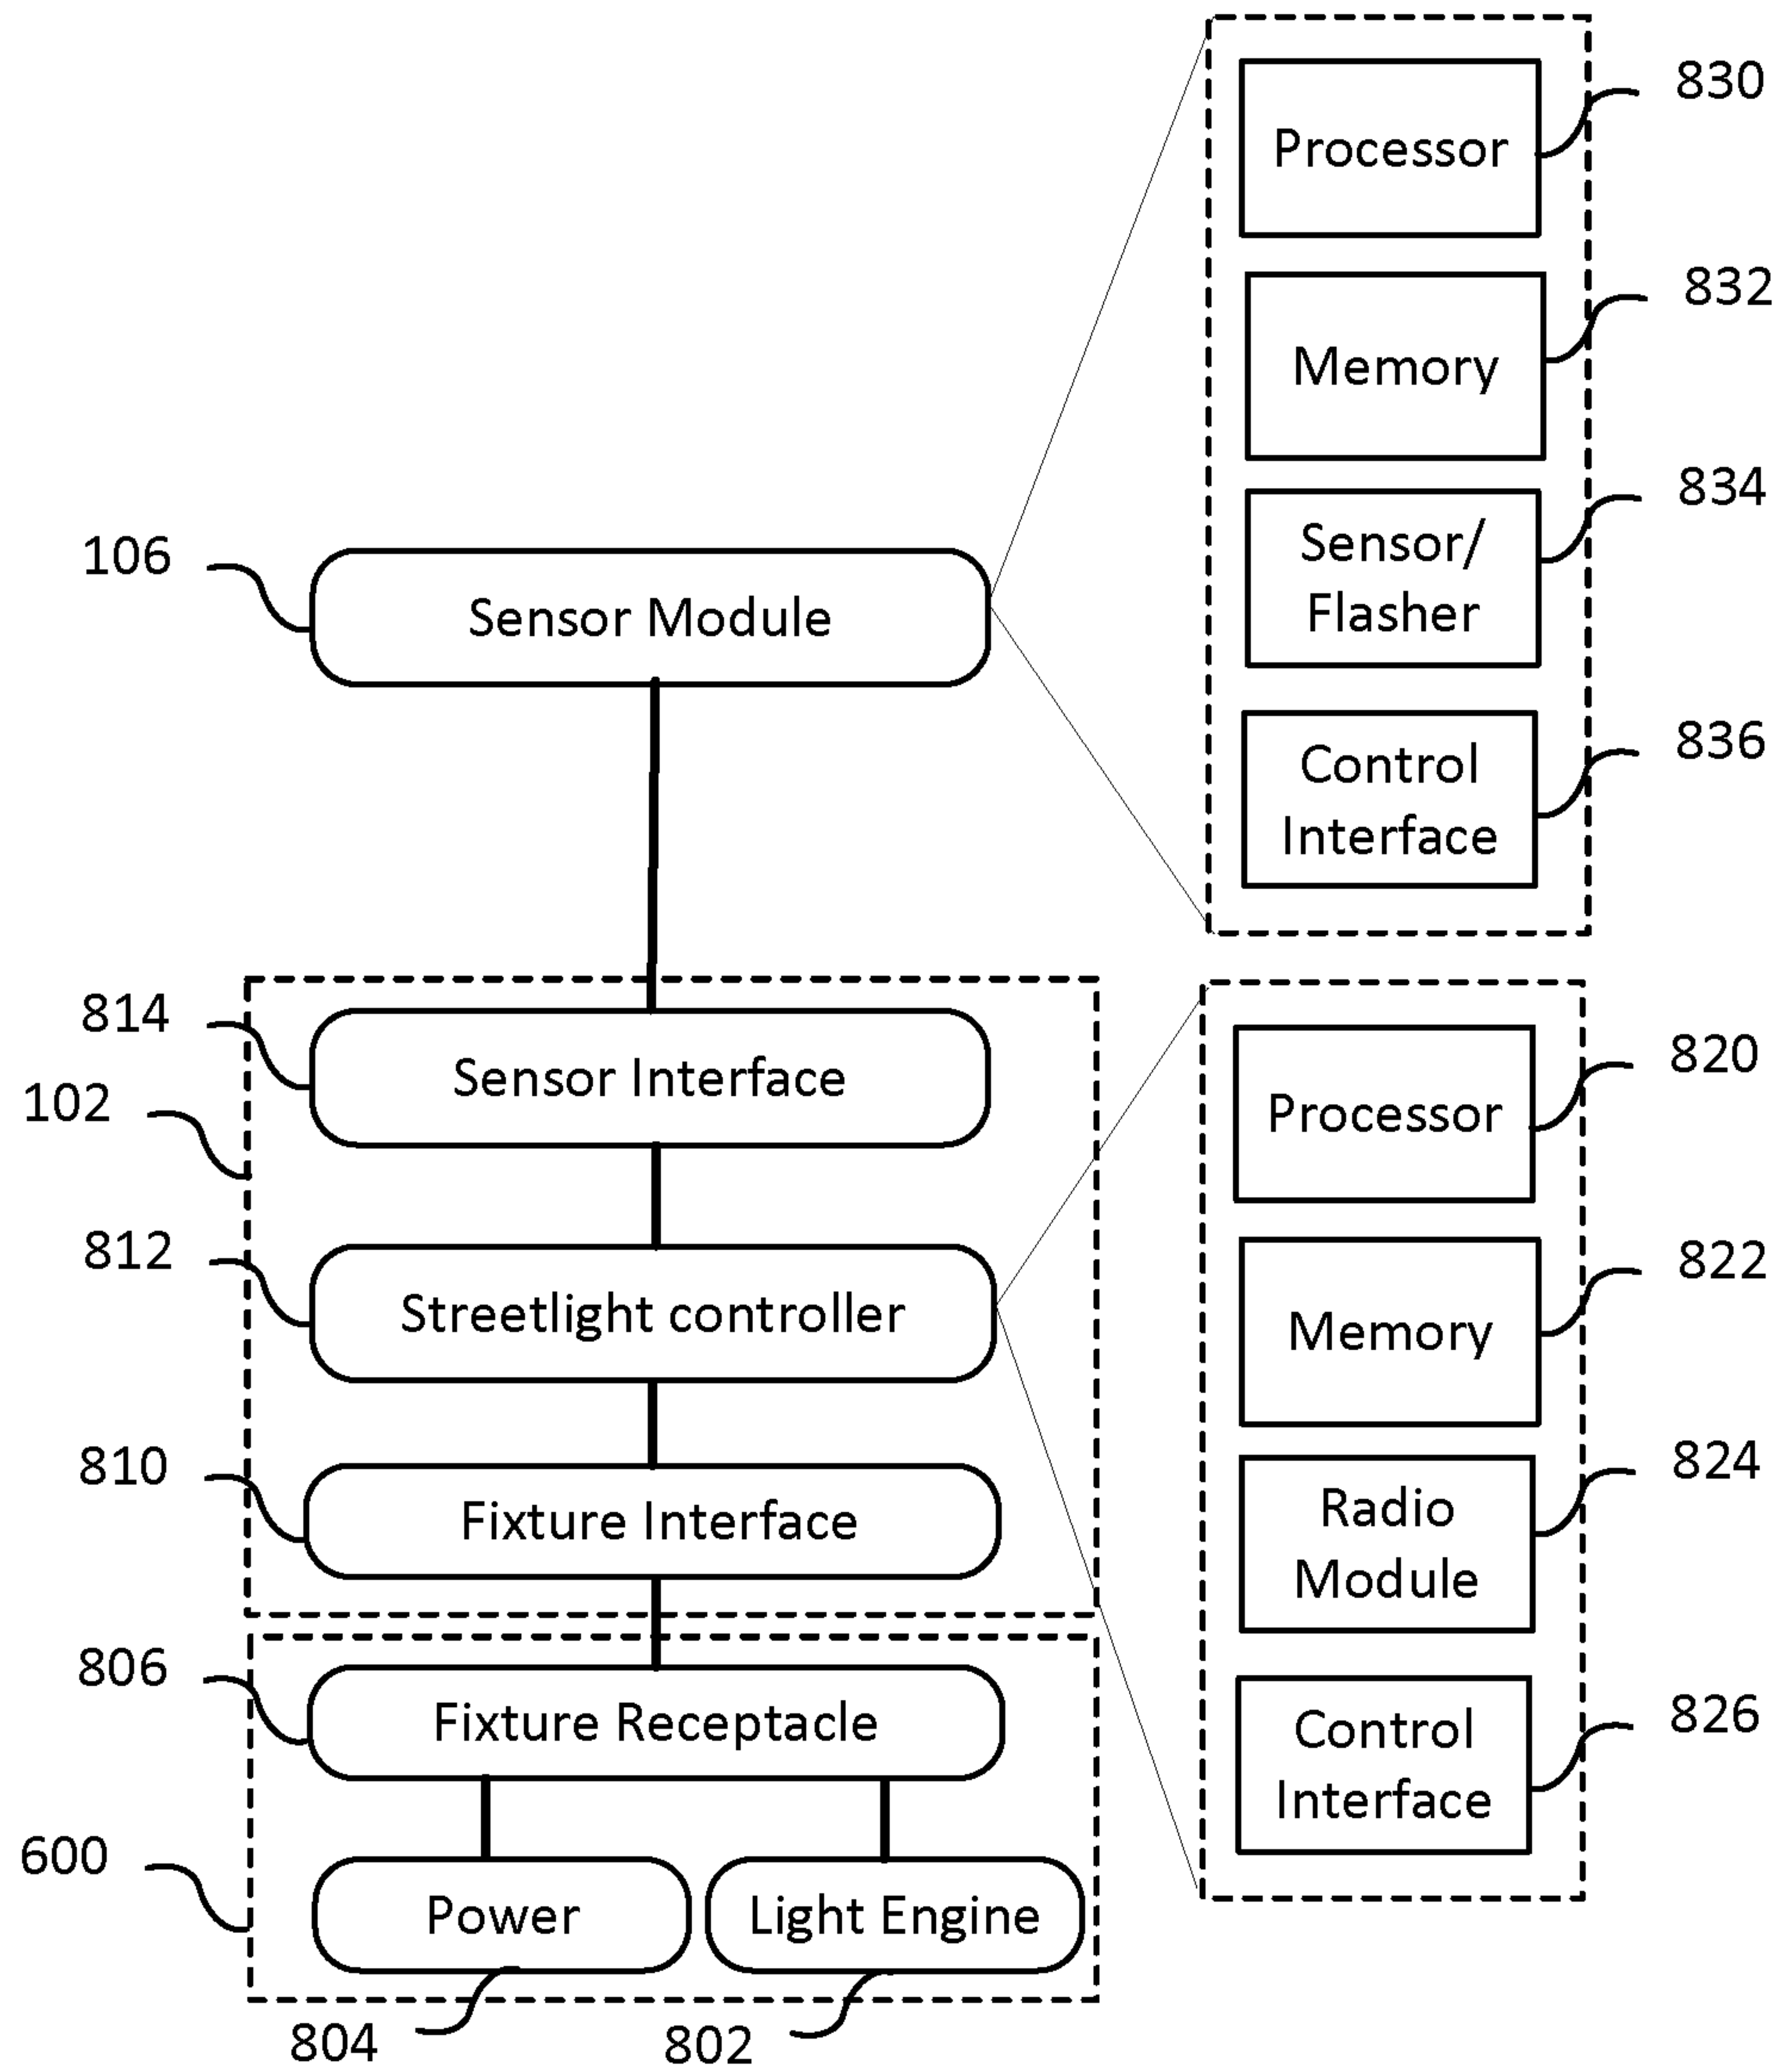 830
Processor
832
Memory
834
Sensor/
Flasher
106
Sensor Module
836
Control
Interface
814
Sensor Interface
102
820
Processor
812
Streetlight controller
822
Memory
810
Fixture Interface
824
Radio
Module
806
Fixture Receptacle
826
Control
Interface
600
Power
Light Engine
804
802